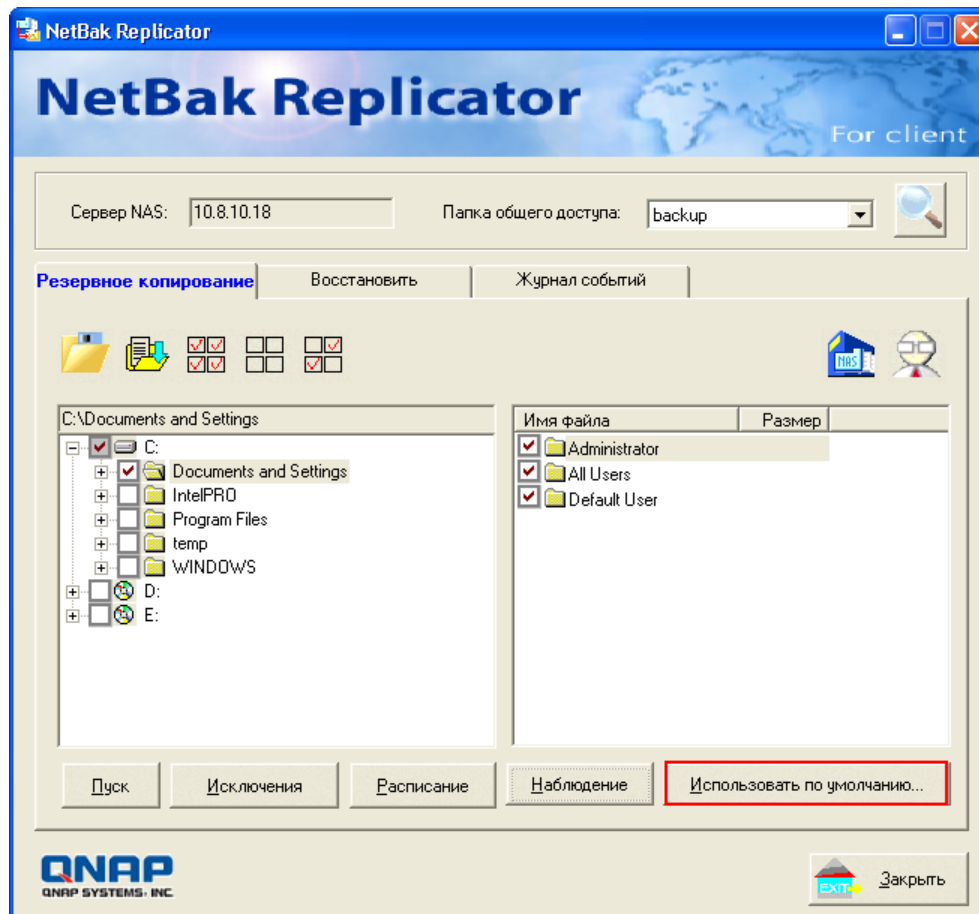 NetBak Replicator
NetBak Replicator
For client
Сервер NAS: 10.8.10.18 Папка общего доступа: backup
Резервное копирование Восстановить Журнал событий
NAS
C:\Documents and Settings
Имя файла Размер
C:
Administrator
Documents and Settings
All Users
IntelPRO
Default User
Program Files
temp
WINDOWS
D:
E:
Пуск Исключения Расписание Наблюдение Использовать по умолчанию...
QNAP
QNAP SYSTEMS, INC
EXIT Закрыть